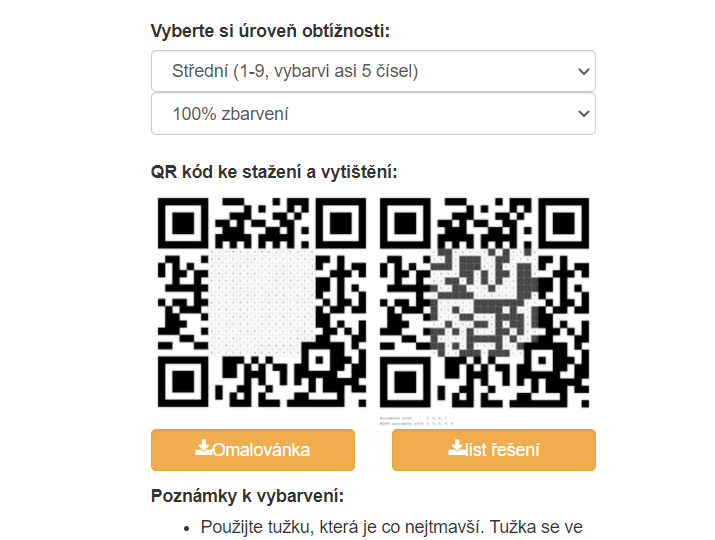 Vyberte si úroveň obtížnosti:
Střední (1-9, vybarvi asi 5 čísel)
100% zbarvení
QR kód ke stažení a vytištění:
Omalovánka
list řešení
Poznámky k vybarvení:
• Použijte tužku, která je co nejtmavší. Tužka se ve